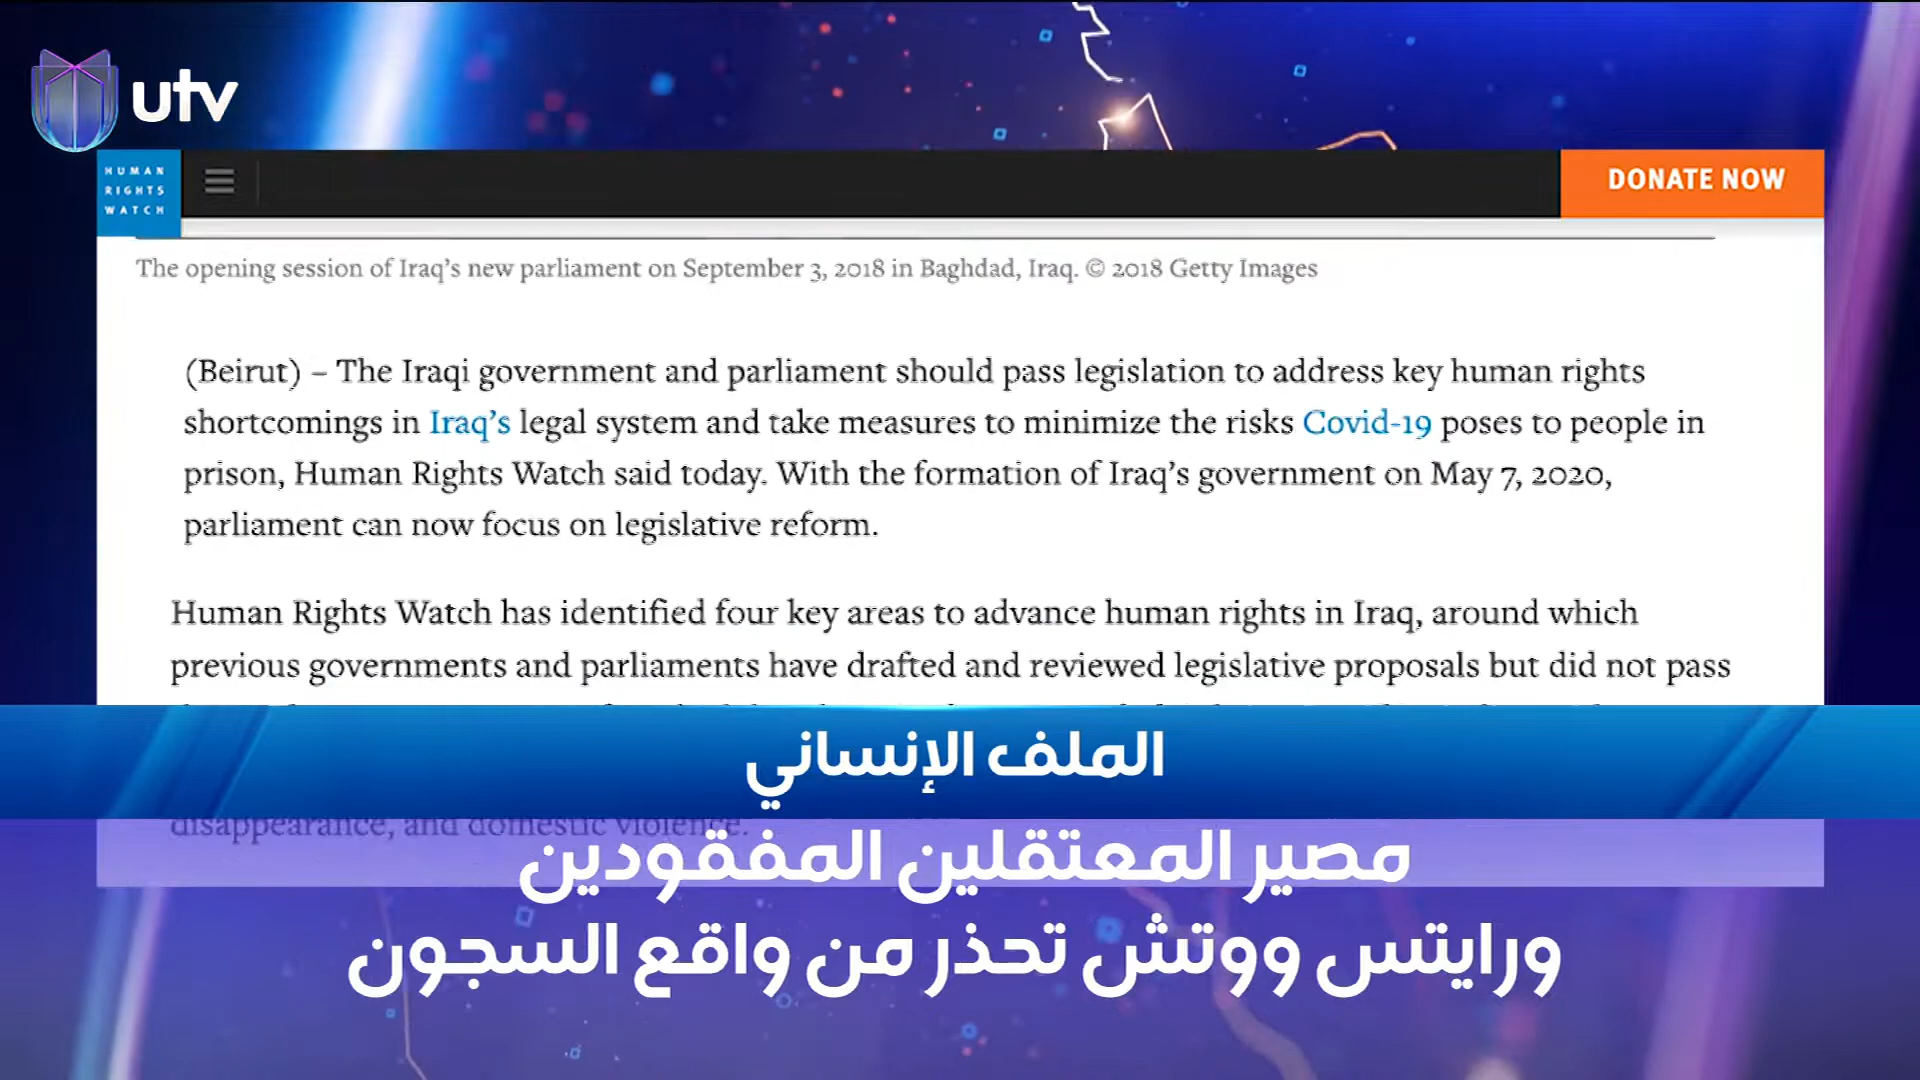 utv
HUMAN
RIGHTS
WATCH
DONATE NOW
The opening session of Iraq's new parliament on September 3, 2018 in Baghdad, Iraq. © 2018 Getty Images
(Beirut) – The Iraqi government and parliament should pass legislation to address key human rights
shortcomings in Iraq's legal system and take measures to minimize the risks Covid-19 poses to people in
prison, Human Rights Watch said today. With the formation of Iraq's government on May 7, 2020,
parliament can now focus on legislative reform.
Human Rights Watch has identified four key areas to advance human rights in Iraq, around which
previous governments and parliaments have drafted and reviewed legislative proposals but did not pass
الملف الإنساني
disappearance, and domestic violence.
مصير المعتقلين المفقودين
ورايتس ووتش تحذر من واقع السجون